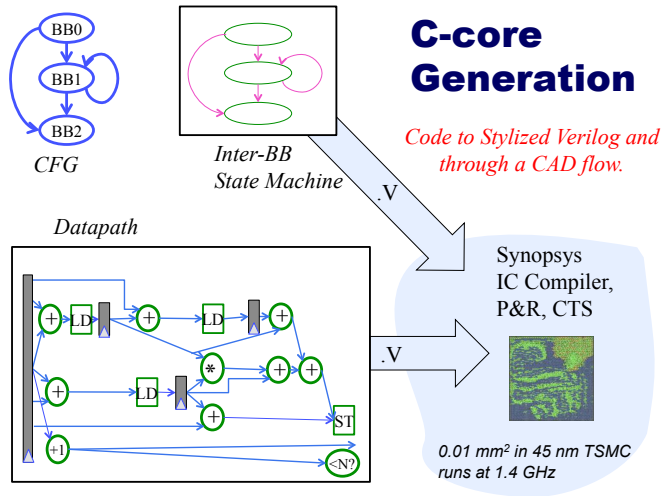 C-core
Generation
BB0
BB1
BB2
CFG
Inter-BB
State Machine
Code to Stylized Verilog and
through a CAD flow.
.V
Datapath
+
LD
+
LD
+
*
+
+
+
LD
+
ST
+1
<N?
.V
Synopsys
IC Compiler,
P&R, CTS
0.01 mm² in 45 nm TSMC
runs at 1.4 GHz